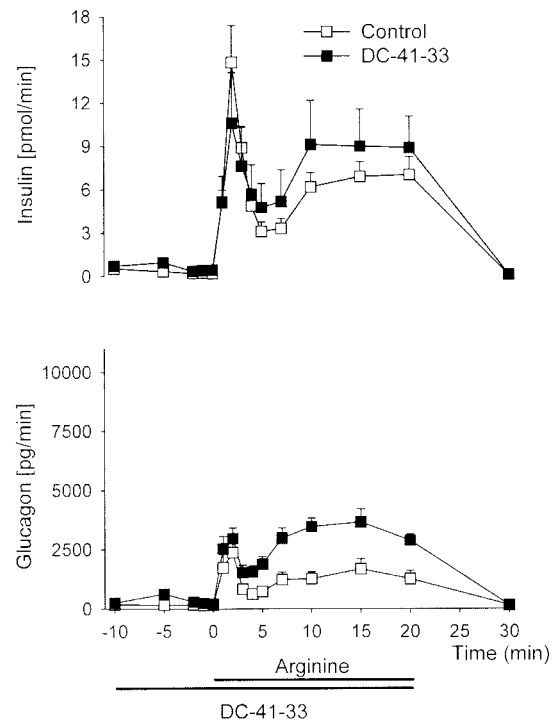 18
15
12
9
6
3
0
Insulin [pmol/min]
Control
DC-41-33
10000
7500
5000
2500
0
Glucagon [pg/min]
-10 -5 0 5 10 15 20 25 30
Time (min)
Arginine
DC-41-33